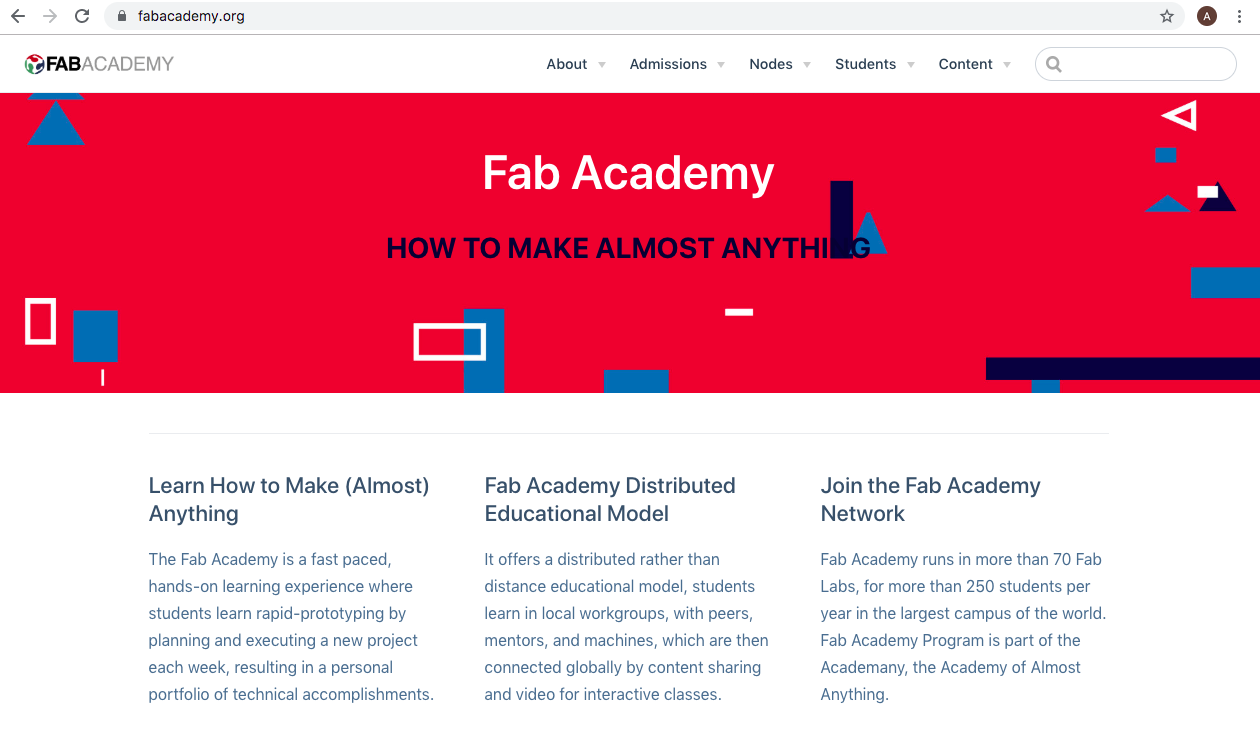 fabacademy.org
A
FABACADEMY
About
Admissions
Nodes
Students
Content
Fab Academy
HOW TO MAKE ALMOST ANYTHING
Learn How to Make (Almost)
Anything
The Fab Academy is a fast paced,
hands-on learning experience where
students learn rapid-prototyping by
planning and executing a new project
each week, resulting in a personal
portfolio of technical accomplishments.
Fab Academy Distributed
Educational Model
It offers a distributed rather than
distance educational model, students
learn in local workgroups, with peers,
mentors, and machines, which are then
connected globally by content sharing
and video for interactive classes.
Join the Fab Academy
Network
Fab Academy runs in more than 70 Fab
Labs, for more than 250 students per
year in the largest campus of the world.
Fab Academy Program is part of the
Academany, the Academy of Almost
Anything.